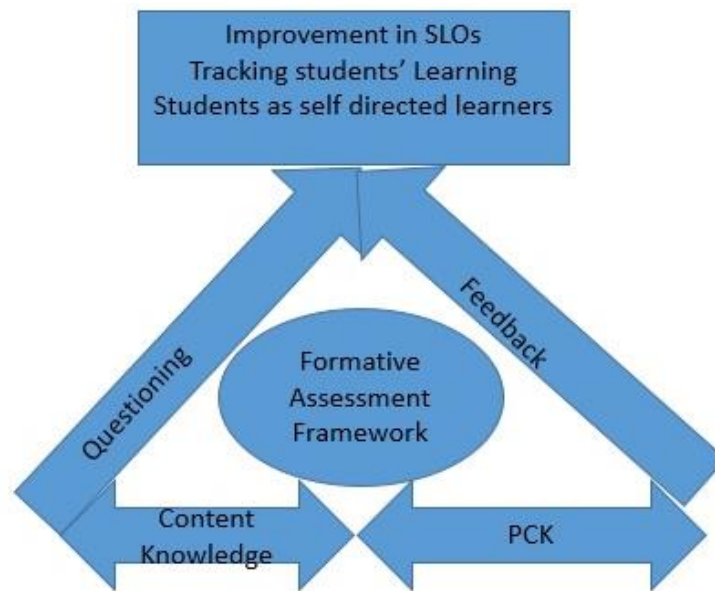 Improvement in SLOs
Tracking students’ Learning
Students as self directed learners
Questioning
Feedback
Formative
Assessment
Framework
Content
Knowledge
PCK